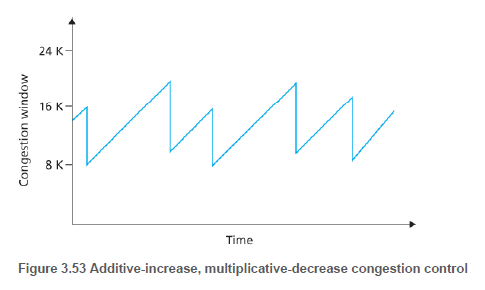 24 K
16 K
8 K
Congestion window
Time
Figure 3.53 Additive-increase, multiplicative-decrease congestion control